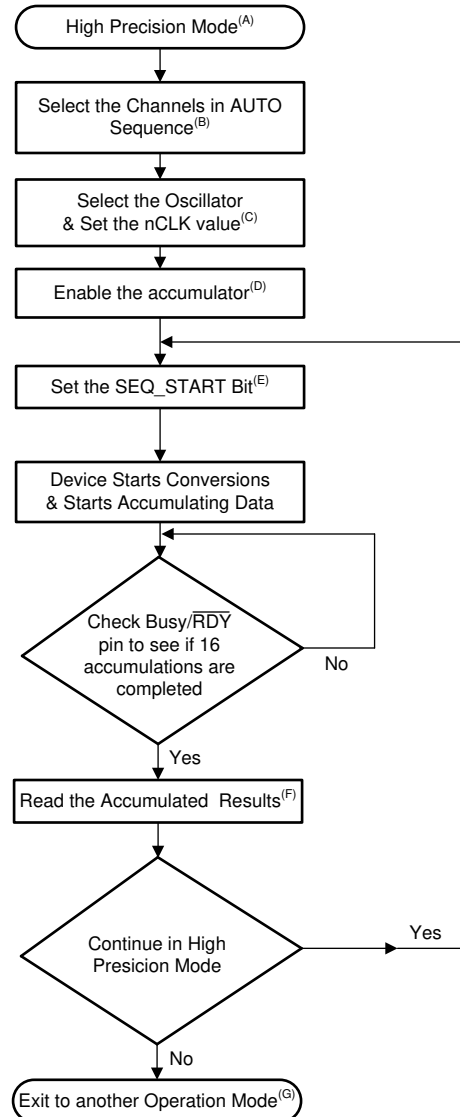 High Precision Mode(A)
Select the Channels in AUTO
Sequence(B)
Select the Oscillator
& Set the nCLK value(C)
Enable the accumulator(D)
Set the SEQ_START Bit(E)
Device Starts Conversions
& Starts Accumulating Data
Check Busy/RDY
pin to see if 16
accumulations are
completed
No
Yes
Read the Accumulated Results(F)
Continue in High
Presicion Mode
Yes
No
Exit to another Operation Mode(G)